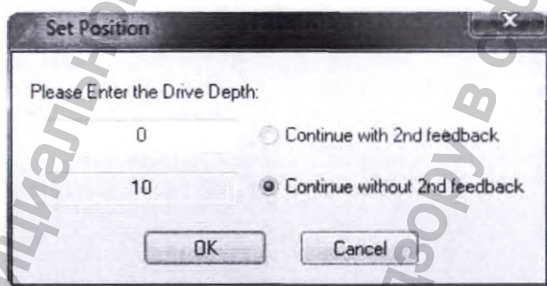 Set Position
Please Enter the Drive Depth:
0 Continue with 2nd feedback
10 Continue without 2nd feedback
OK Cancel